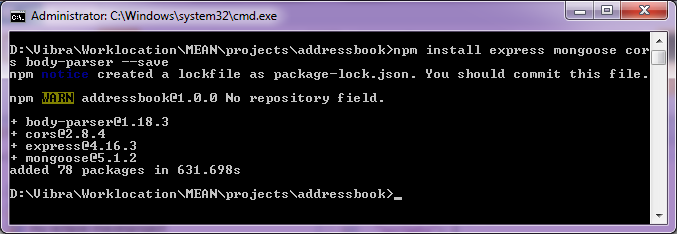 Administrator: C:\Windows\system32\cmd.exe
D:\Vibra\Worklocation\MEAN\projects\addressbook>npm install express mongoose cor
s body-parser --save
npm notice created a lockfile as package-lock.json. You should commit this file.
npm WARN addressbook@1.0.0 No repository field.
+ body-parser@1.18.3
+ cors@2.8.4
+ express@4.16.3
+ mongoose@5.1.2
added 78 packages in 631.698s
D:\Vibra\Worklocation\MEAN\projects\addressbook>_